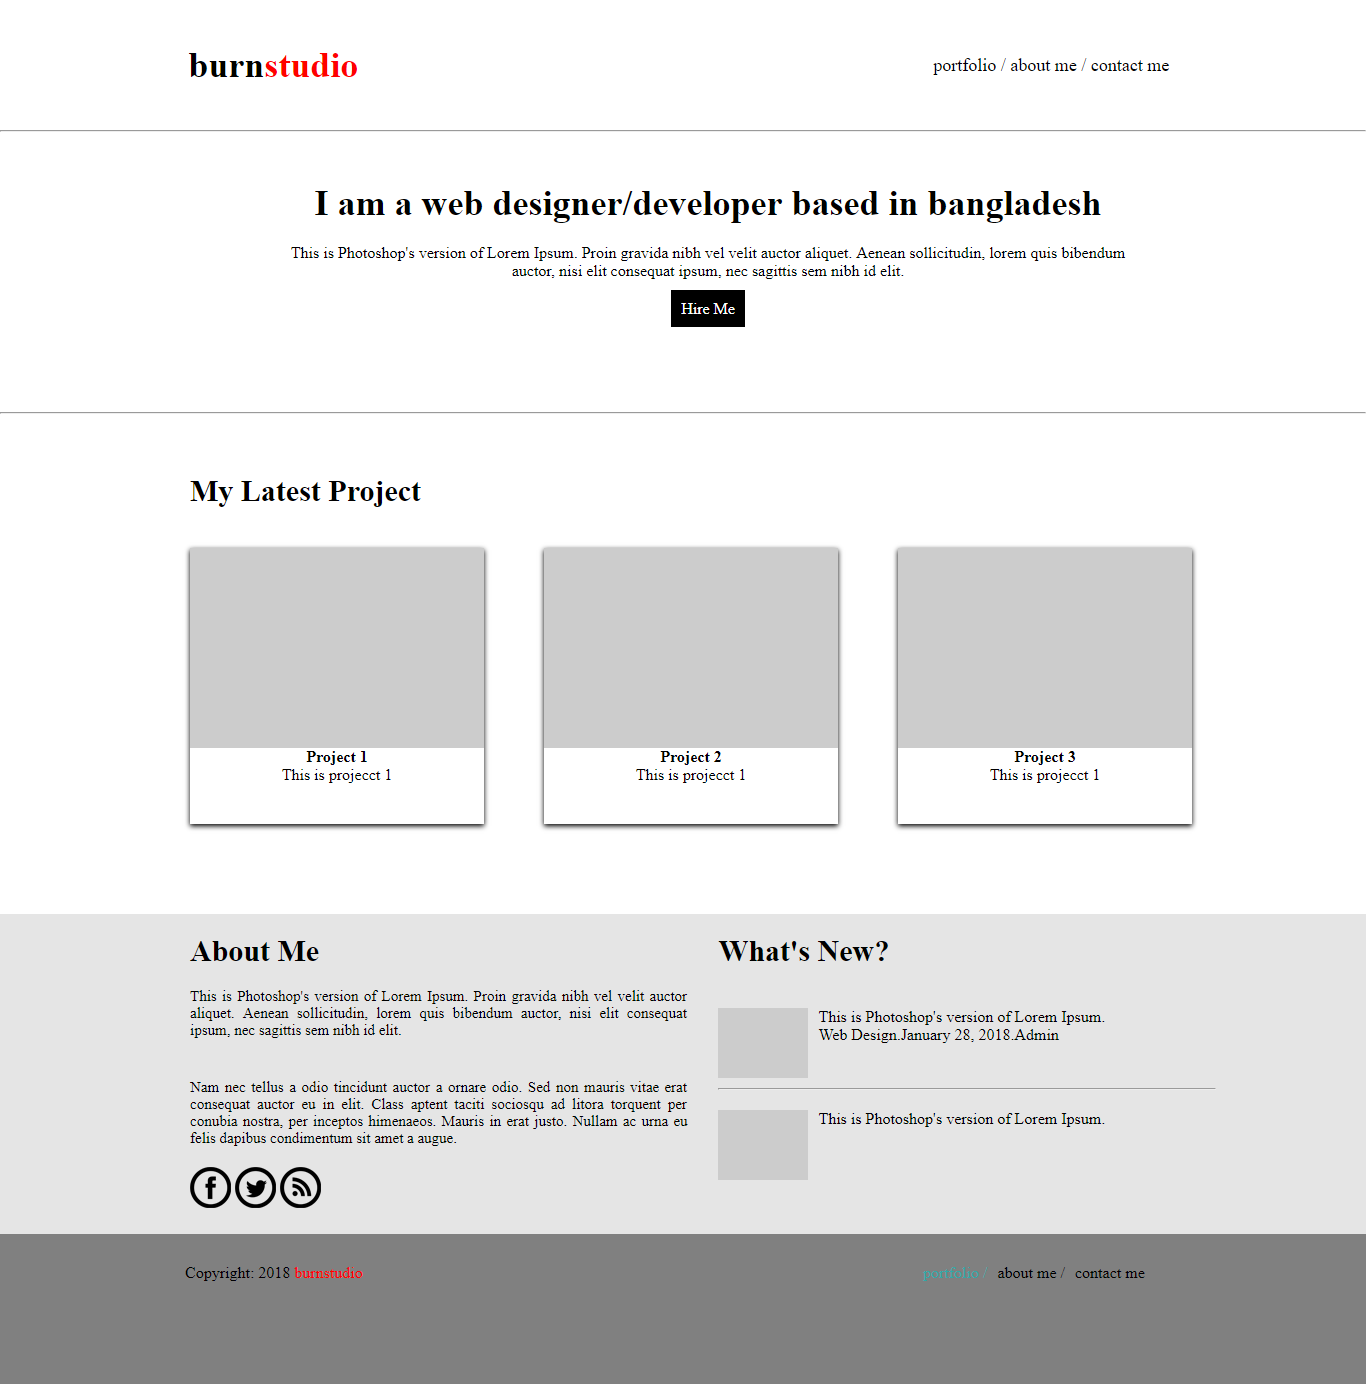 burnstudio
portfolio / about me / contact me
I am a web designer/developer based in bangladesh
This is Photoshop's version of Lorem Ipsum. Proin gravida nibh vel velit auctor aliquet. Aenean sollicitudin, lorem quis bibendum
auctor, nisi elit consequat ipsum, nec sagittis sem nibh id elit.
Hire Me
My Latest Project
Project 1
This is projecct 1
Project 2
This is projecct 1
Project 3
This is projecct 1
About Me
This is Photoshop's version of Lorem Ipsum. Proin gravida nibh vel velit auctor
aliquet. Aenean sollicitudin, lorem quis bibendum auctor, nisi elit consequat
ipsum, nec sagittis sem nibh id elit.
Nam nec tellus a odio tincidunt auctor a ornare odio. Sed non mauris vitae erat
consequat auctor eu in elit. Class aptent taciti sociosqu ad litora torquent per
conubia nostra, per inceptos himenaeos. Mauris in erat justo. Nullam ac urna eu
felis dapibus condimentum sit amet a augue.
What's New?
This is Photoshop's version of Lorem Ipsum.
Web Design.January 28, 2018.Admin
This is Photoshop's version of Lorem Ipsum.
Copyright: 2018 burnstudio
portfolio / about me / contact me